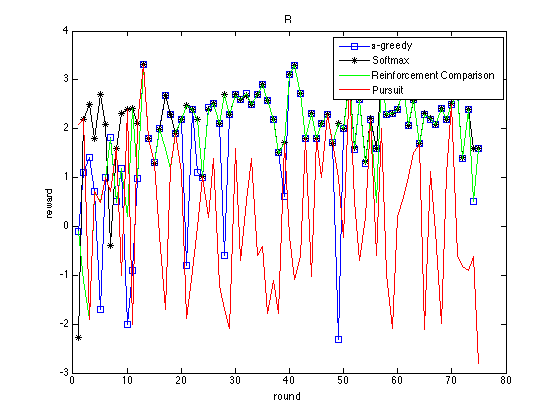 R
ε-greedy
Softmax
Reinforcement Comparison
Pursuit
4
3
2
1
0
-1
-2
-3
reward
0 10 20 30 40 50 60 70 80
round